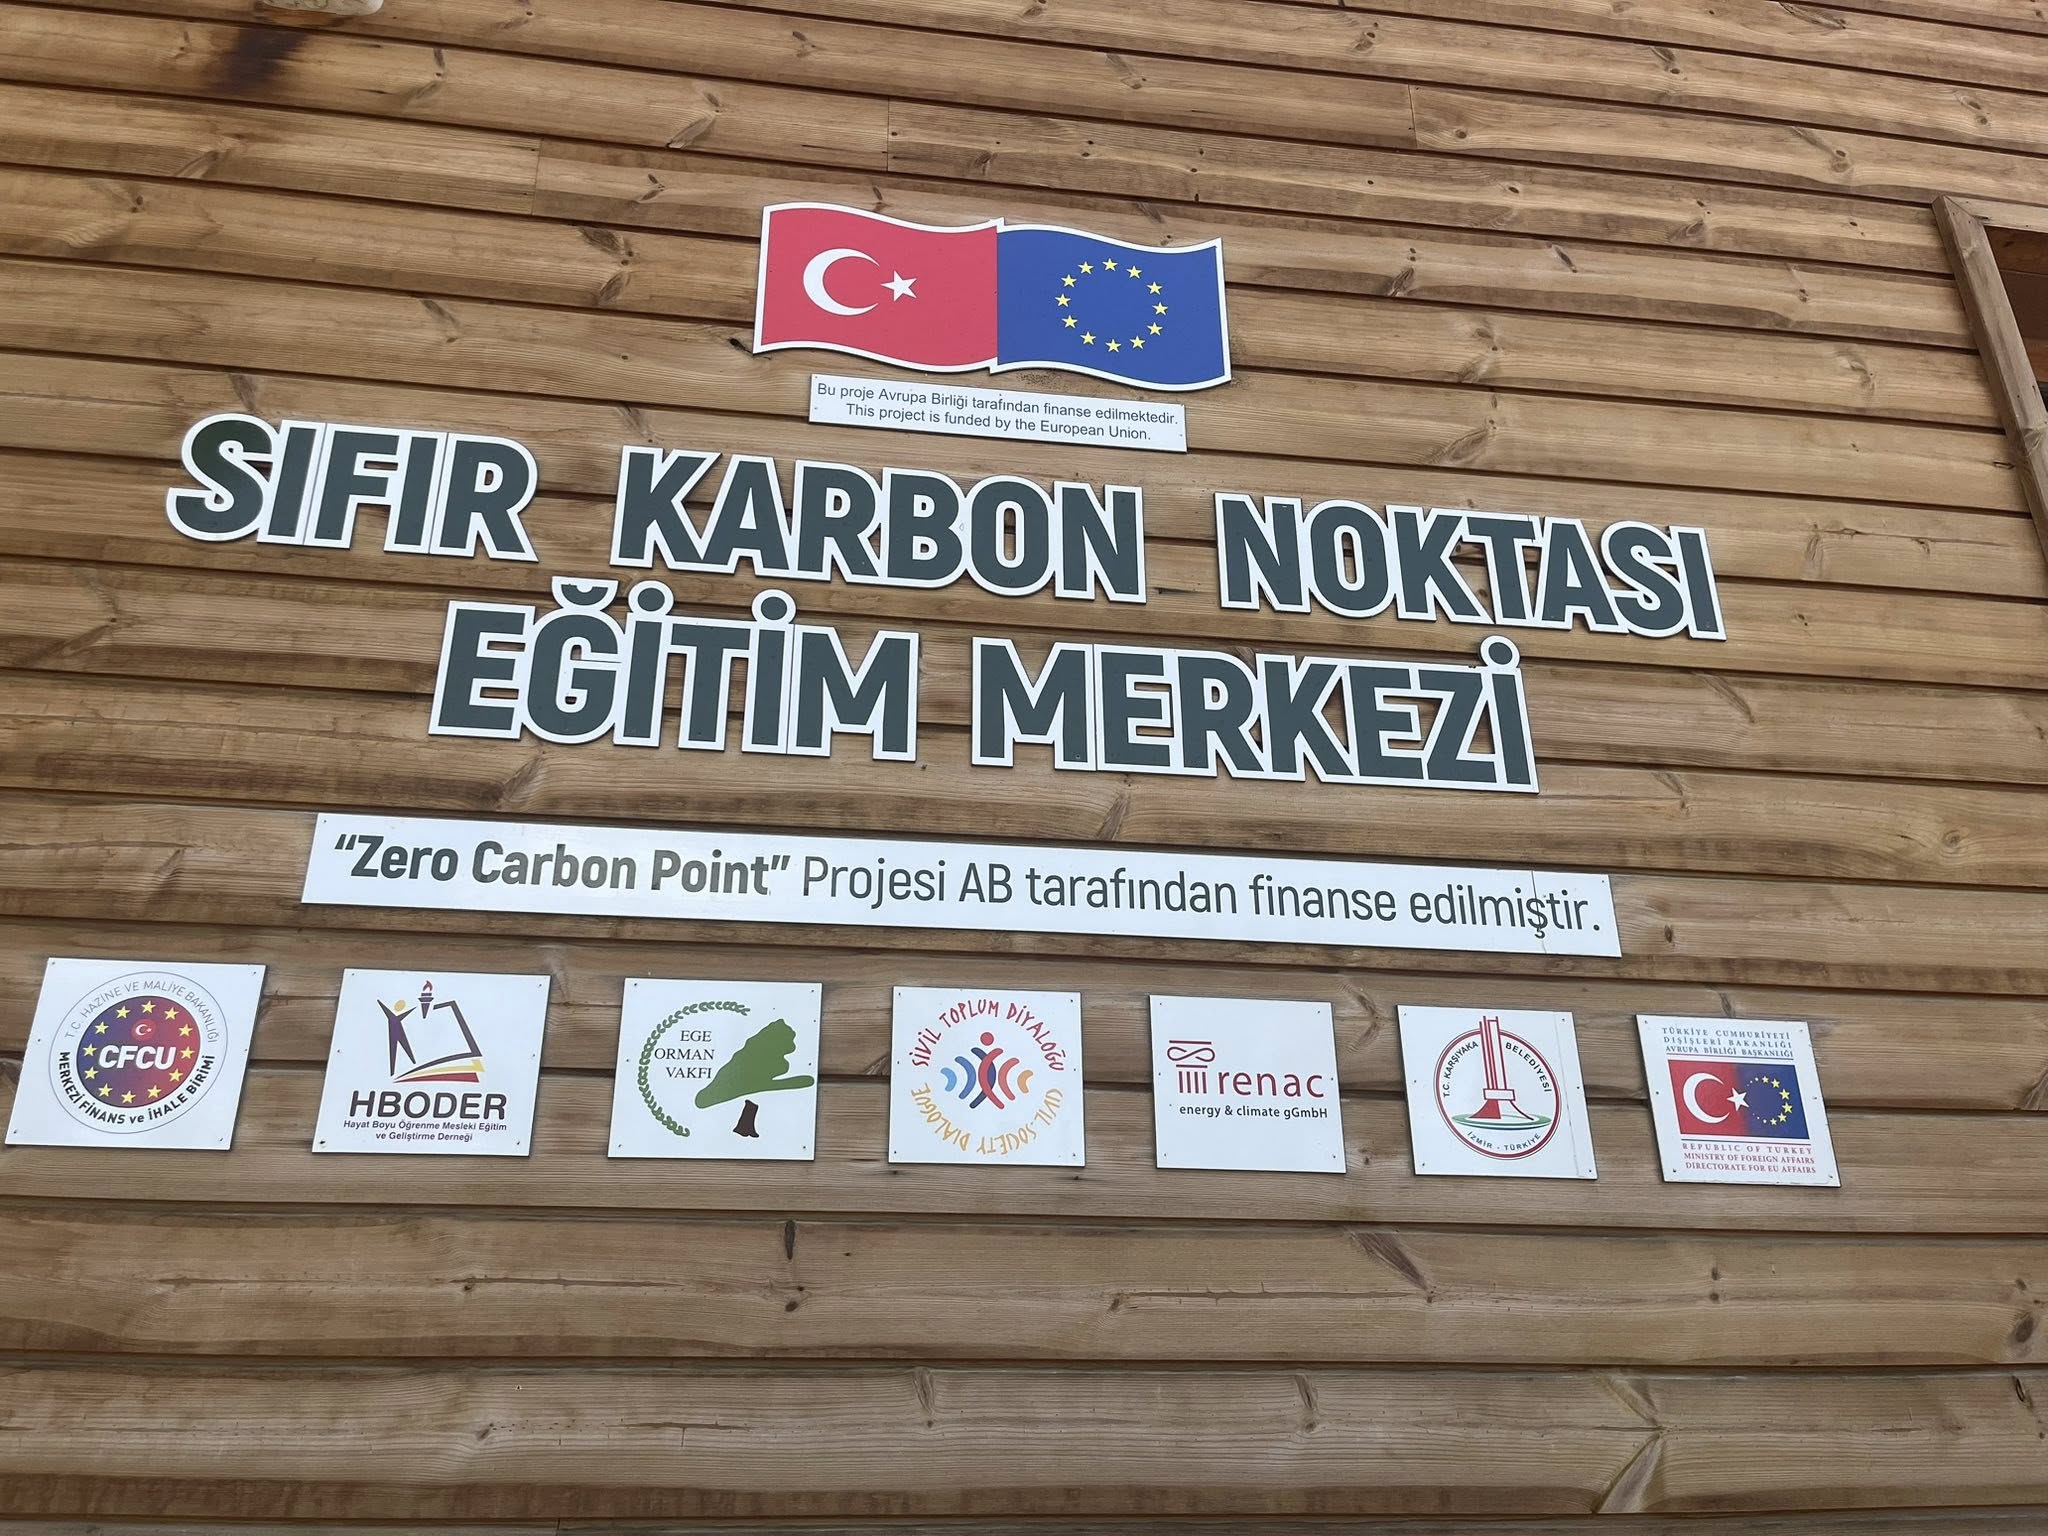 Bu proje Avrupa Birliği tarafından finanse edilmektedir.
This project is funded by the European Union.
SIFIR KARBON NOKTASI
EĞİTİM MERKEZİ
“Zero Carbon Point” Projesi AB tarafından finanse edilmiştir.
T.C. HAZİNE VE MALİYE BAKANLIĞI
CFCU
MERKEZİ FİNANS ve İHALE BİRİMİ
HBODER
Hayat Boyu Öğrenme Mesleki Eğitim
ve Geliştirme Derneği
EGE
ORMAN
VAKFI
SİVİL TOPLUM DİYALOĞU
CIVIL SOCIETY DIALOGUE
renac
energy & climate gGmbH
T.C. KARŞIYAKA BELEDİYESİ
İZMİR - TÜRKİYE
TÜRKİYE CUMHURİYETİ
DIŞİŞLERİ BAKANLIĞI
AVRUPA BİRLİĞİ BAŞKANLIĞI
REPUBLIC OF TURKEY
MINISTRY OF FOREIGN AFFAIRS
DIRECTORATE FOR EU AFFAIRS